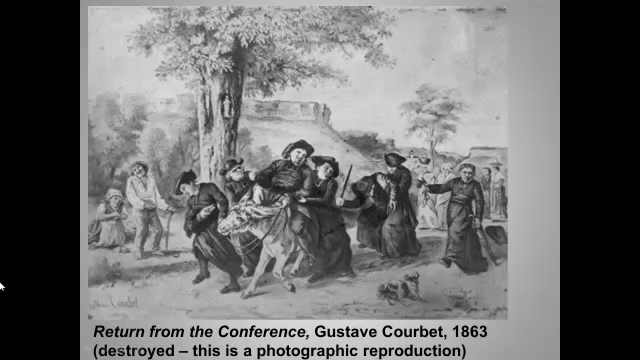 Return from the Conference, Gustave Courbet, 1863
(destroyed – this is a photographic reproduction)